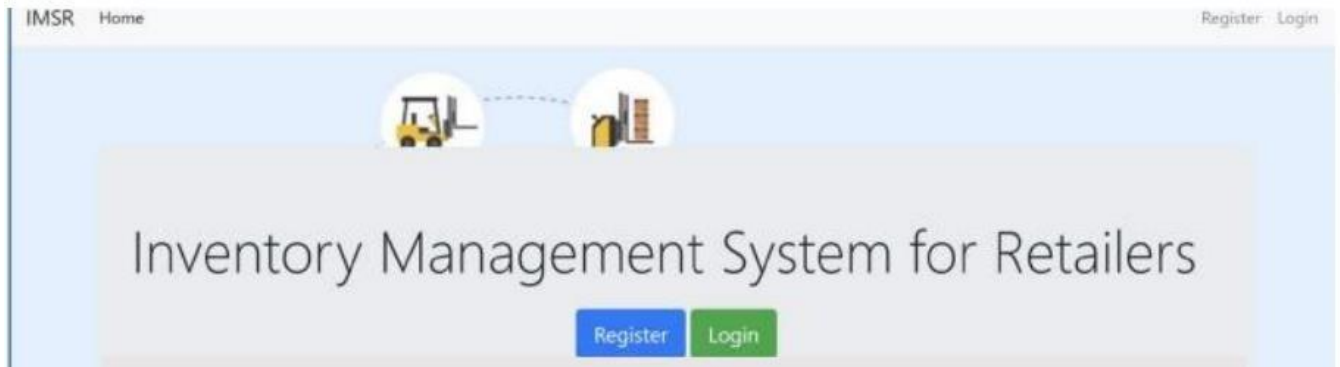 IMSR Home Register Login
Inventory Management System for Retailers
Register Login